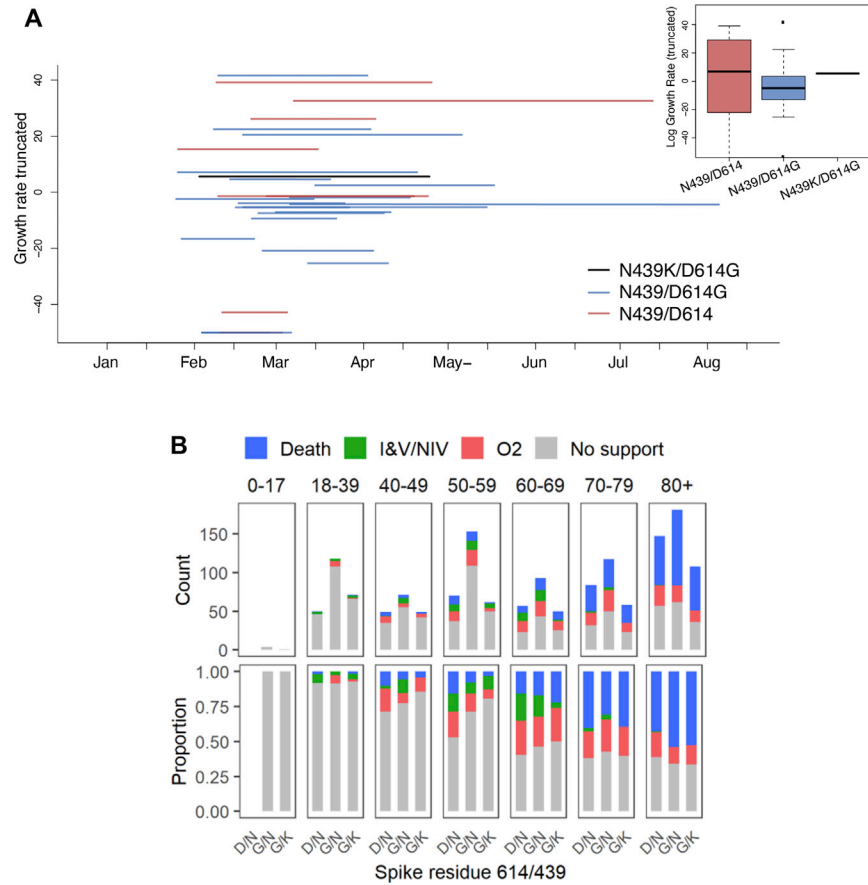 A
Growth rate truncated
40
20
0
-20
-40
Jan Feb Mar Apr May- Jun Jul Aug
N439K/D614G
N439/D614G
N439/D614
Log Growth Rate (truncated)
40
20
0
-20
-40
N439/D614 N439/D614G N439K/D614G
B
Death I&V/NIV O2 No support
0-17 18-39 40-49 50-59 60-69 70-79 80+
Count
150
100
50
0
Proportion
1.00
0.75
0.50
0.25
0.00
D/N G/N G/K D/N G/N G/K D/N G/N G/K D/N G/N G/K D/N G/N G/K D/N G/N G/K D/N G/N G/K
Spike residue 614/439